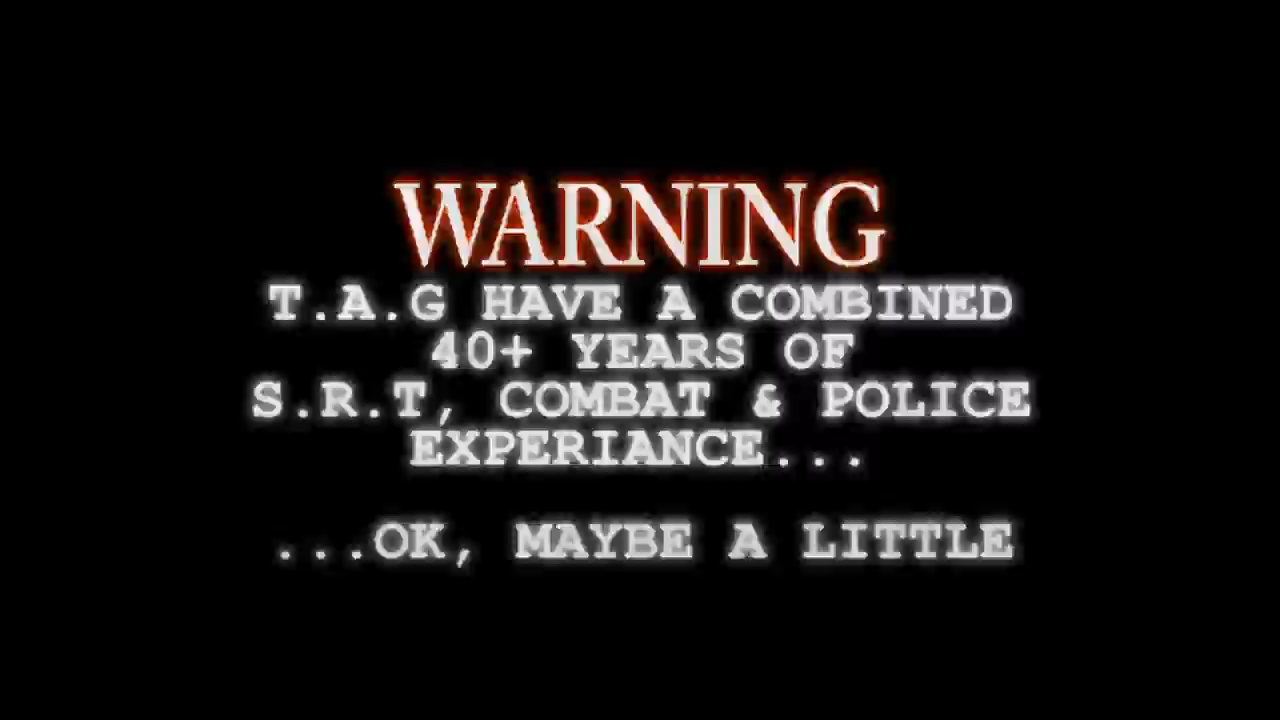 WARNING
T.A.G HAVE A COMBINED
40+ YEARS OF
S.R.T, COMBAT & POLICE
EXPERIANCE...
...OK, MAYBE A LITTLE